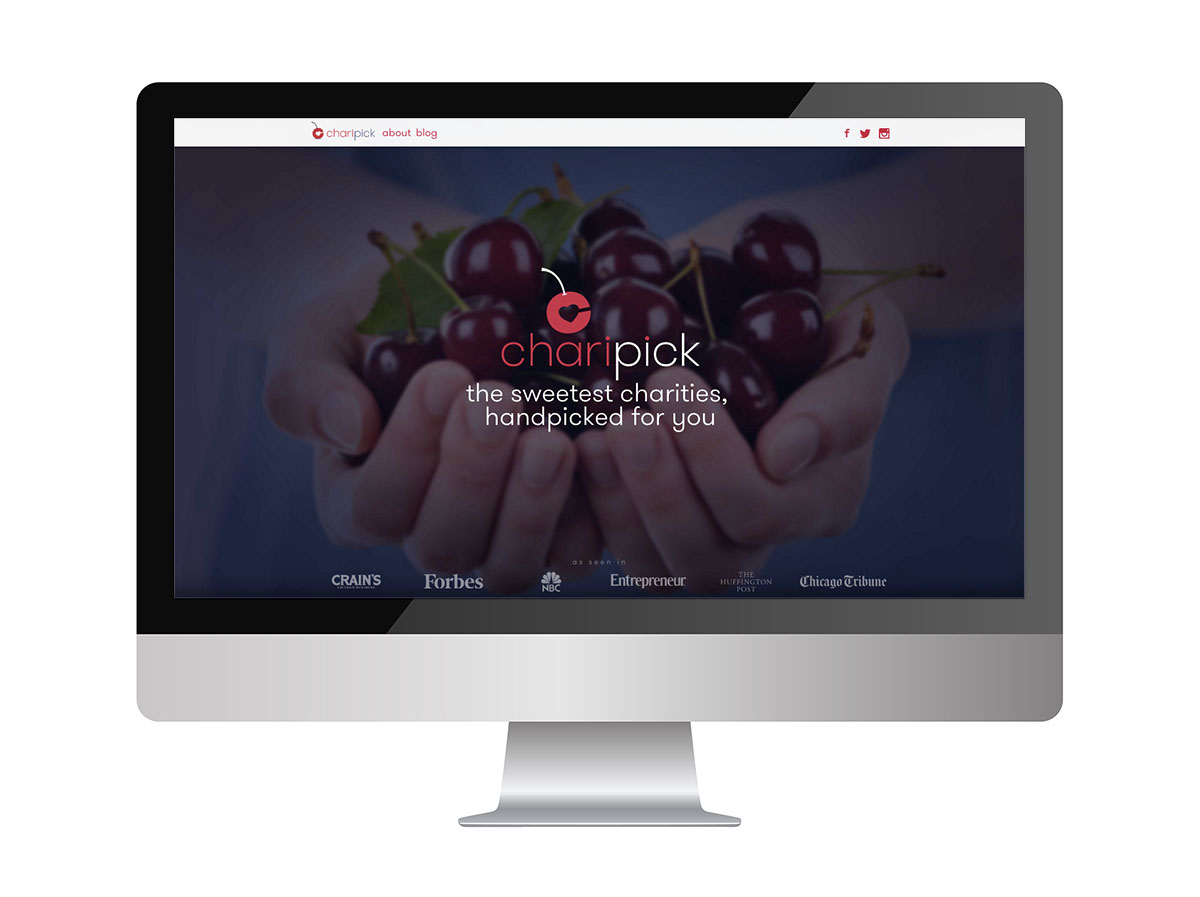 charipick about blog
charipick
the sweetest charities,
handpicked for you
as seen in
CRAIN'S
Forbes
NBC
Entrepreneur
THE
HUFFINGTON
POST
Chicago Tribune